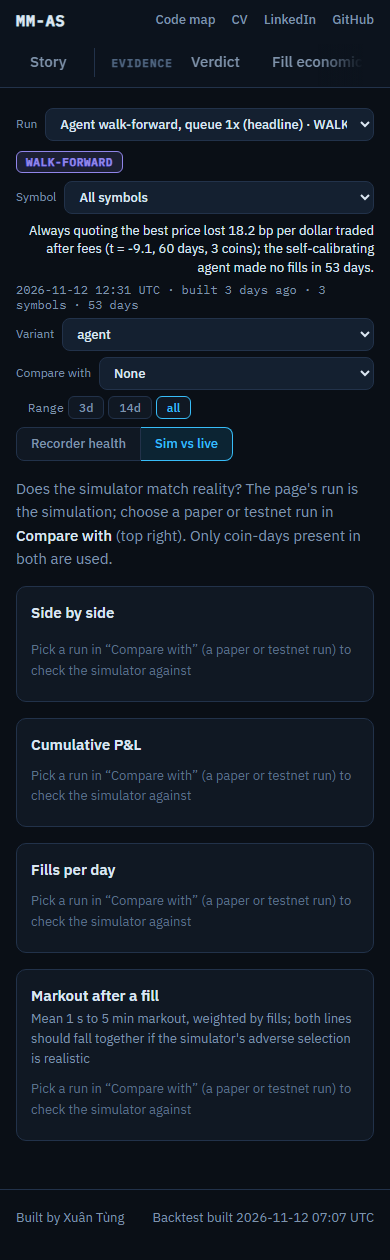 MM-AS
Code map CV LinkedIn GitHub
Story EVIDENCE Verdict Fill economic
Run Agent walk-forward, queue 1x (headline) · WALK
WALK-FORWARD
Symbol All symbols
Always quoting the best price lost 18.2 bp per dollar traded
after fees (t = -9.1, 60 days, 3 coins); the self-calibrating
agent made no fills in 53 days.
2026-11-12 12:31 UTC · built 3 days ago · 3
symbols · 53 days
Variant agent
Compare with None
Range 3d 14d all
Recorder health Sim vs live
Does the simulator match reality? The page's run is
the simulation; choose a paper or testnet run in
Compare with (top right). Only coin-days present in
both are used.
Side by side
Pick a run in “Compare with” (a paper or testnet run) to
check the simulator against
Cumulative P&L
Pick a run in “Compare with” (a paper or testnet run) to
check the simulator against
Fills per day
Pick a run in “Compare with” (a paper or testnet run) to
check the simulator against
Markout after a fill
Mean 1 s to 5 min markout, weighted by fills; both lines
should fall together if the simulator's adverse selection
is realistic
Pick a run in “Compare with” (a paper or testnet run) to
check the simulator against
Built by Xuân Tùng
Backtest built 2026-11-12 07:07 UTC